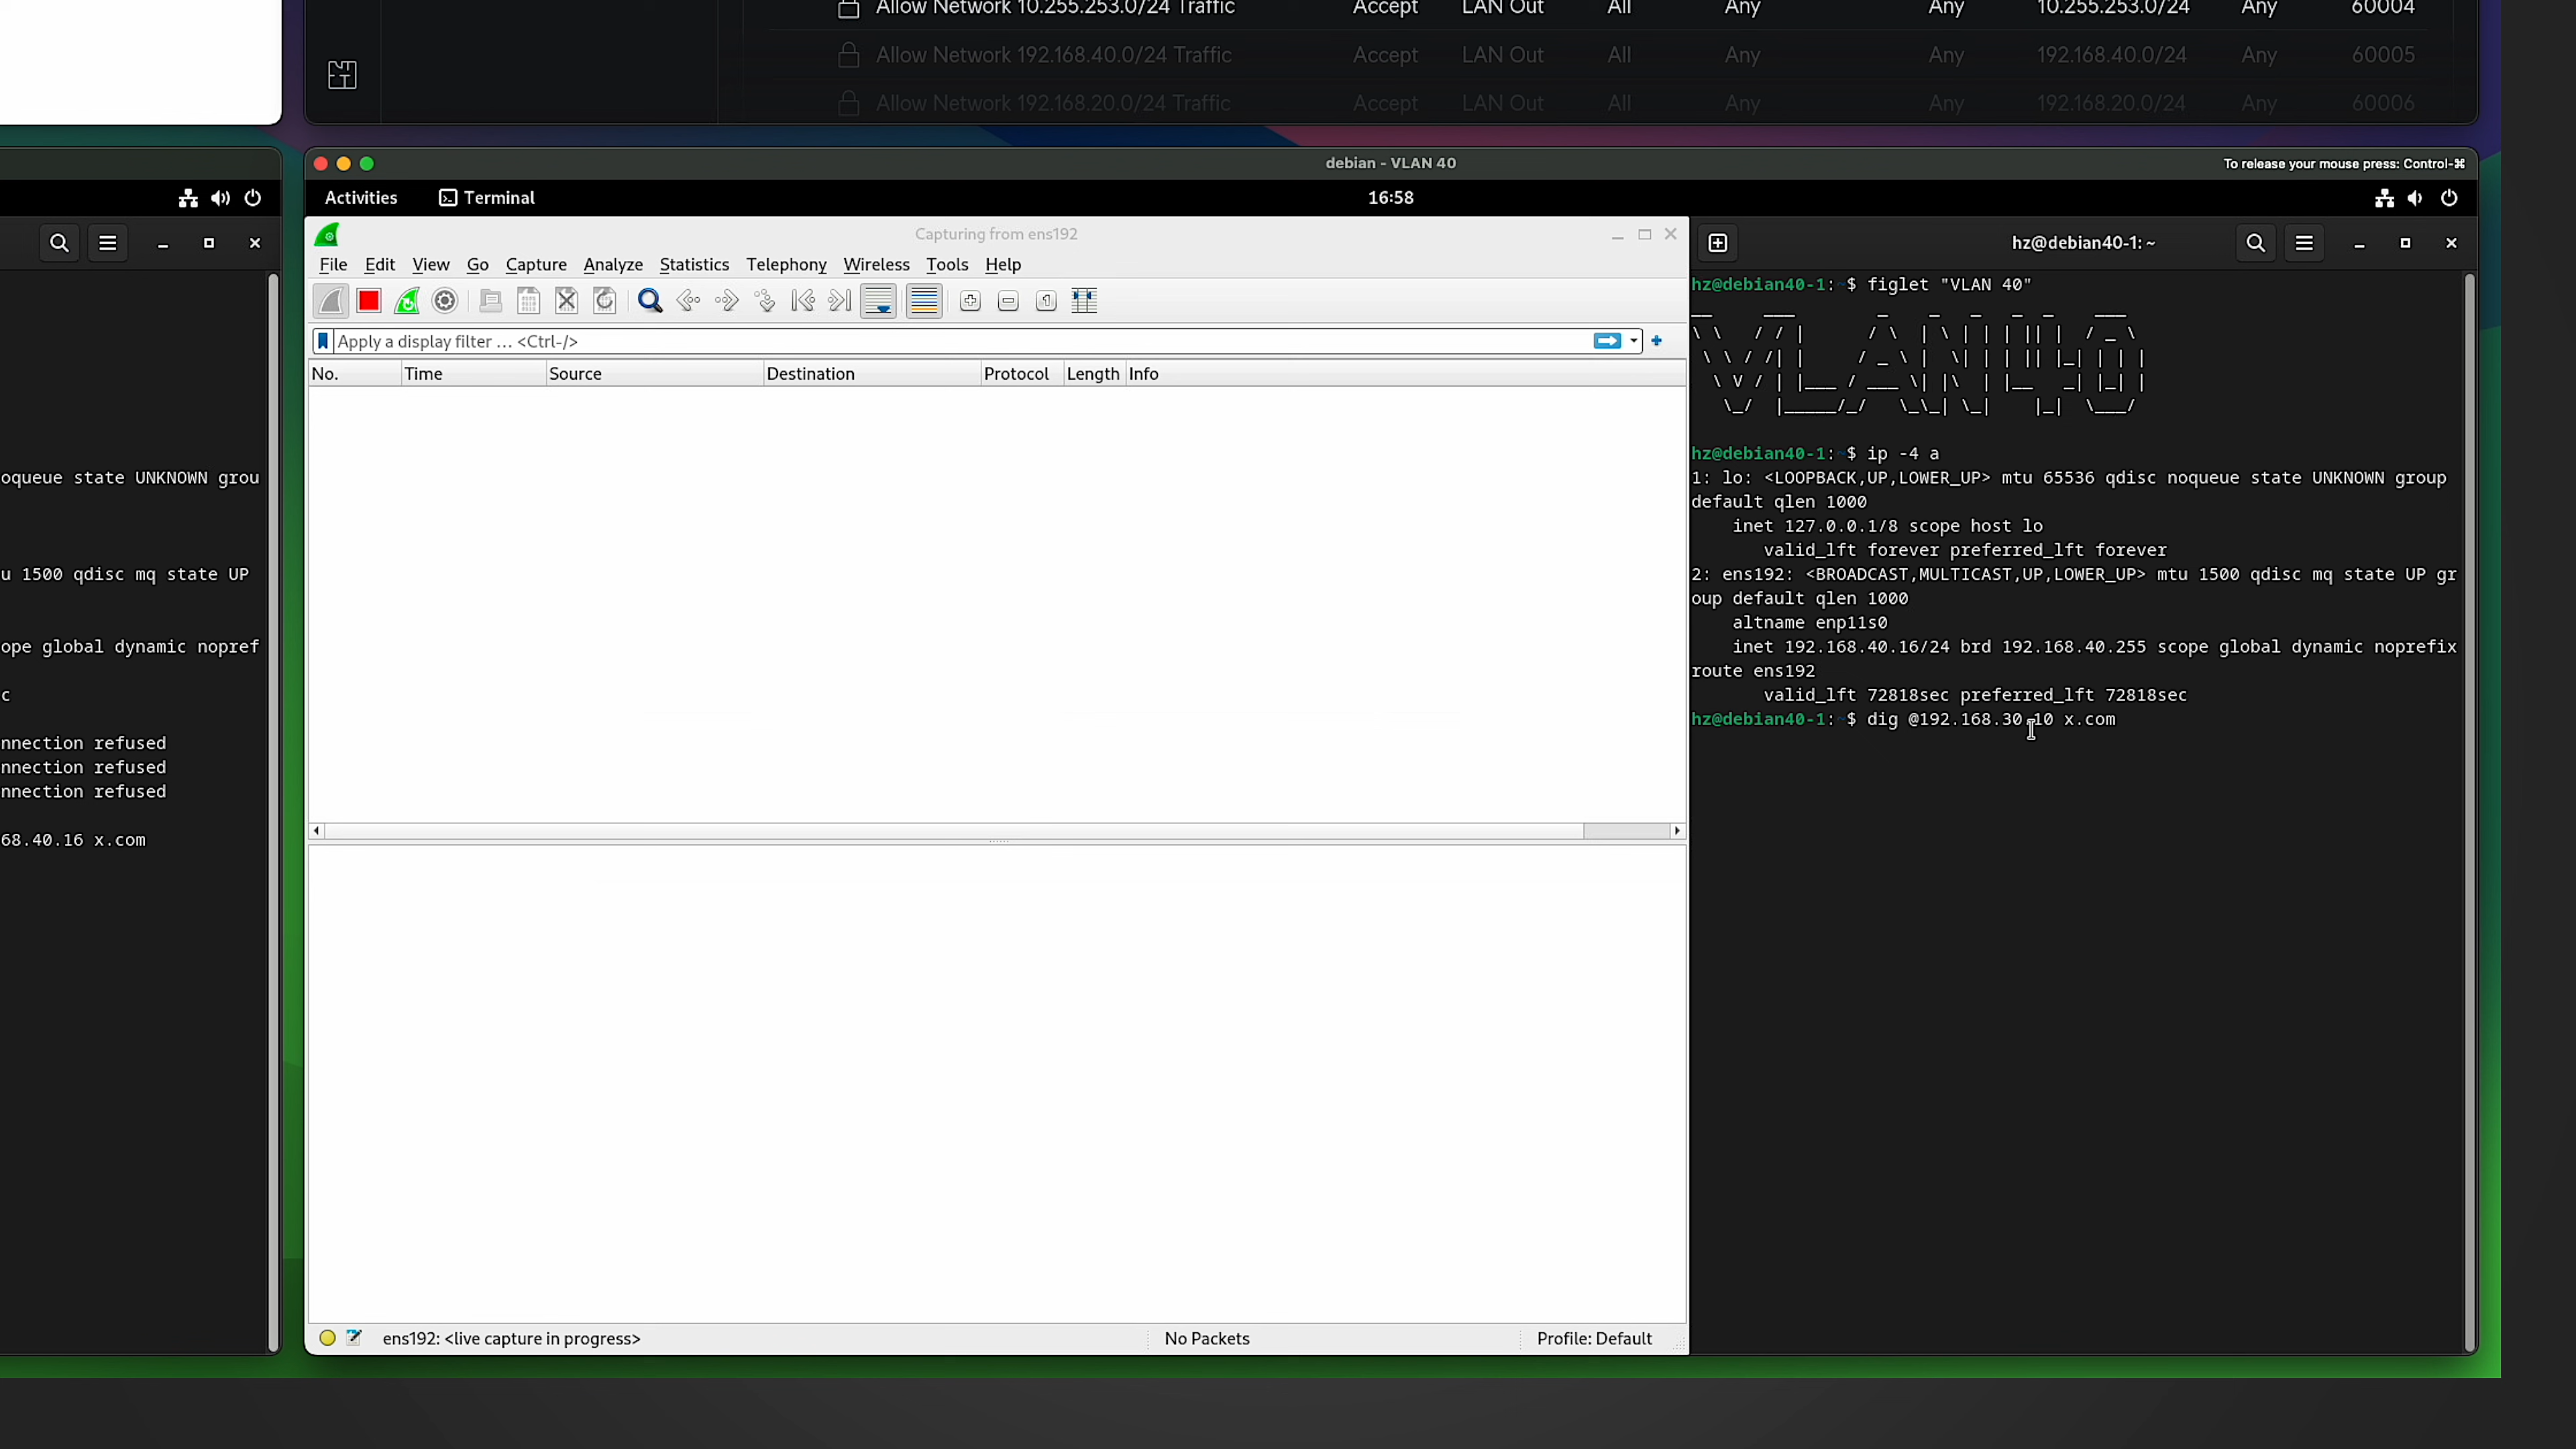 Allow Network 10.255.253.0/24 Traffic Accept LAN Out All Any Any 10.255.253.0/24 Any 60004
Allow Network 192.168.40.0/24 Traffic Accept LAN Out All Any Any 192.168.40.0/24 Any 60005
Allow Network 192.168.20.0/24 Traffic Accept LAN Out All Any Any 192.168.20.0/24 Any 60006
oqueue state UNKNOWN grou
u 1500 qdisc mq state UP
ope global dynamic nopref
c
nnection refused
nnection refused
nnection refused
68.40.16 x.com
debian - VLAN 40
To release your mouse press: Control-⌘
Activities Terminal 16:58
Capturing from ens192
File Edit View Go Capture Analyze Statistics Telephony Wireless Tools Help
Apply a display filter … <Ctrl-/>
No. Time Source Destination Protocol Length Info
ens192: <live capture in progress> No Packets Profile: Default
hz@debian40-1: ~
hz@debian40-1:~$ figlet "VLAN 40"
VLAN 40
hz@debian40-1:~$ ip -4 a
1: lo: <LOOPBACK,UP,LOWER_UP> mtu 65536 qdisc noqueue state UNKNOWN group
default qlen 1000
inet 127.0.0.1/8 scope host lo
valid_lft forever preferred_lft forever
2: ens192: <BROADCAST,MULTICAST,UP,LOWER_UP> mtu 1500 qdisc mq state UP gr
oup default qlen 1000
altname enp11s0
inet 192.168.40.16/24 brd 192.168.40.255 scope global dynamic noprefix
route ens192
valid_lft 72818sec preferred_lft 72818sec
hz@debian40-1:~$ dig @192.168.30.10 x.com